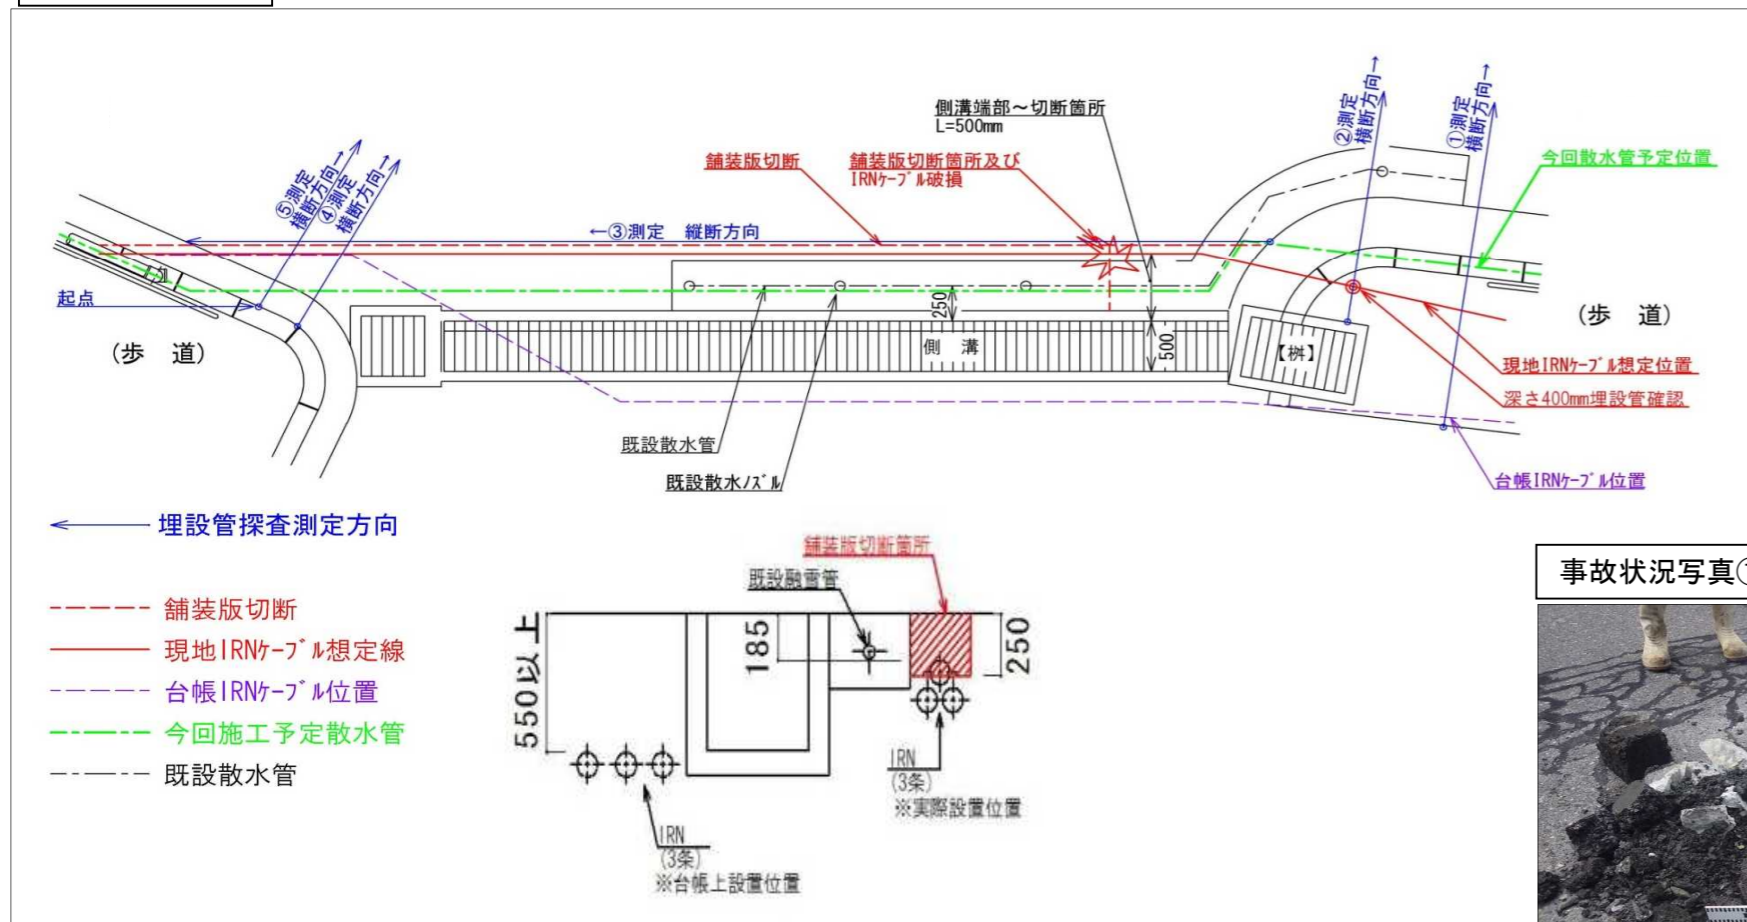 側溝端部～切断箇所
L=500mm
②測定
横断方向→
①測定
横断方向→
舗装版切断
舗装版切断箇所及び
IRNｹｰﾌﾞﾙ破損
今回散水管予定位置
⑤測定
横断方向→
④測定
横断方向→
←③測定 縦断方向
起点
(歩 道)
250
側 溝
500
【桝】
(歩 道)
現地IRNｹｰﾌﾞﾙ想定位置
深さ400mm埋設管確認
既設散水管
既設散水ﾉｽﾞﾙ
台帳IRNｹｰﾌﾞﾙ位置
埋設管探査測定方向
舗装版切断
現地IRNｹｰﾌﾞﾙ想定線
台帳IRNｹｰﾌﾞﾙ位置
今回施工予定散水管
既設散水管
舗装版切断箇所
既設融雪管
550以上
185
250
IRN
(3条)
※実際設置位置
IRN
(3条)
※台帳上設置位置
事故状況写真